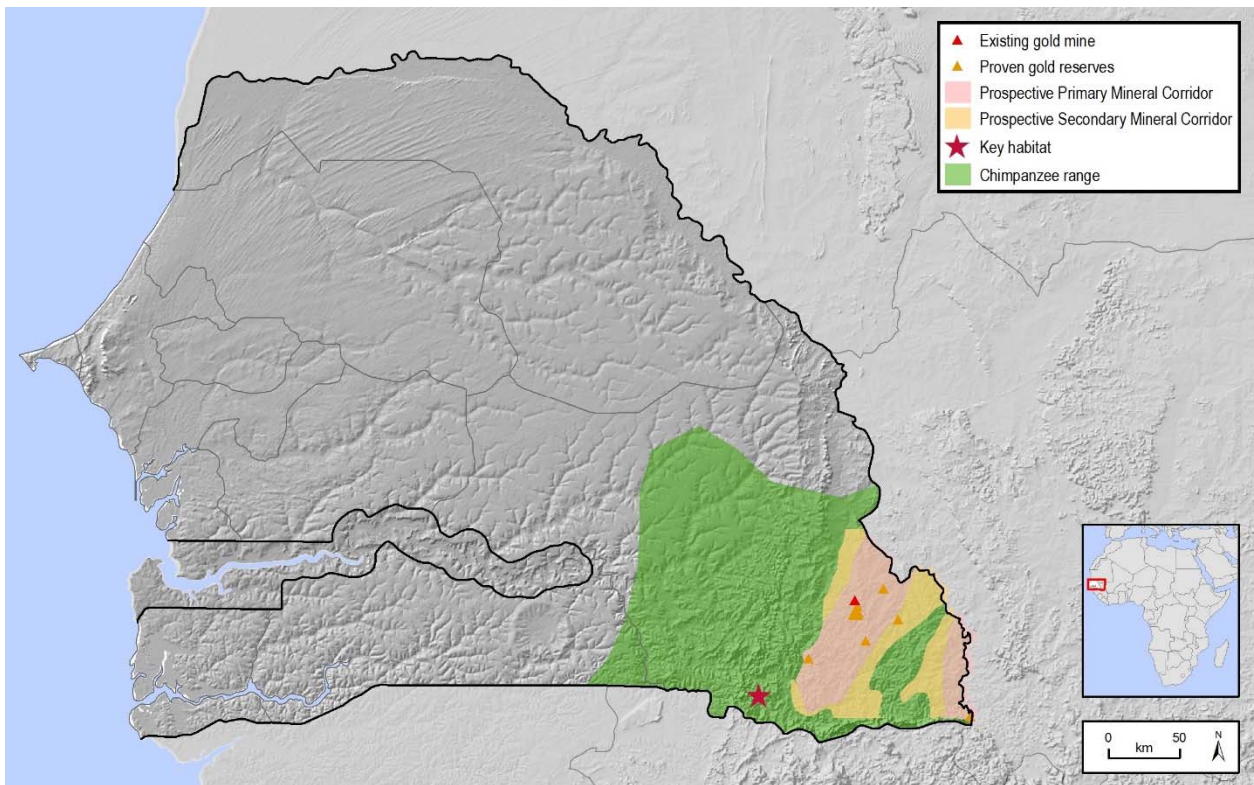 Existing gold mine
Proven gold reserves
Prospective Primary Mineral Corridor
Prospective Secondary Mineral Corridor
Key habitat
Chimpanzee range
0 50
km
N